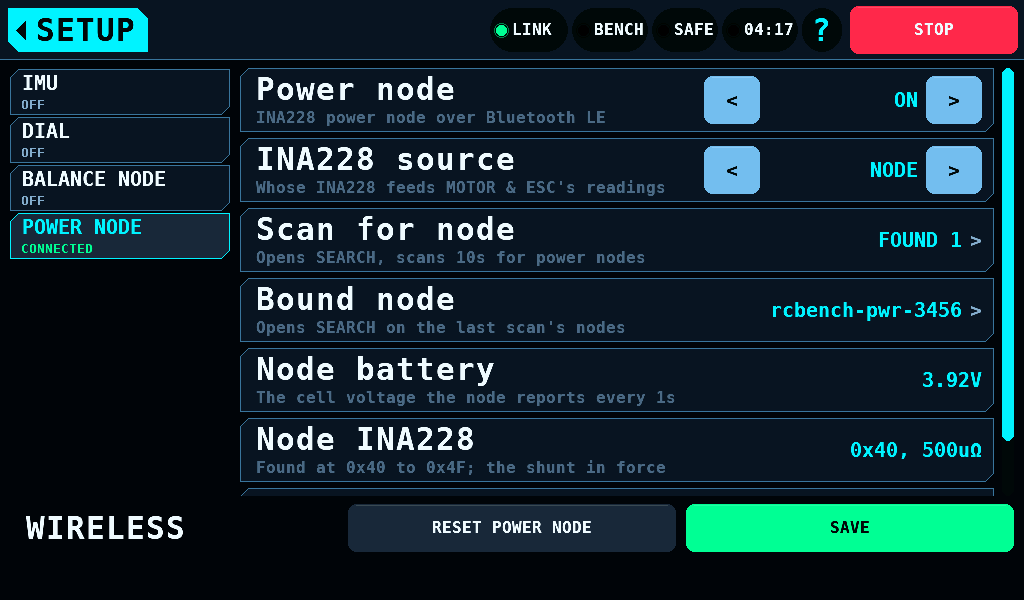 SETUP
LINK
BENCH
SAFE
04:17
?
STOP
IMU
OFF
DIAL
OFF
BALANCE NODE
OFF
POWER NODE
CONNECTED
Power node
INA228 power node over Bluetooth LE
<
ON
>
INA228 source
Whose INA228 feeds MOTOR & ESC's readings
<
NODE
>
Scan for node
Opens SEARCH, scans 10s for power nodes
FOUND 1 >
Bound node
Opens SEARCH on the last scan's nodes
rcbench-pwr-3456 >
Node battery
The cell voltage the node reports every 1s
3.92V
Node INA228
Found at 0x40 to 0x4F; the shunt in force
0x40, 500uΩ
WIRELESS
RESET POWER NODE
SAVE